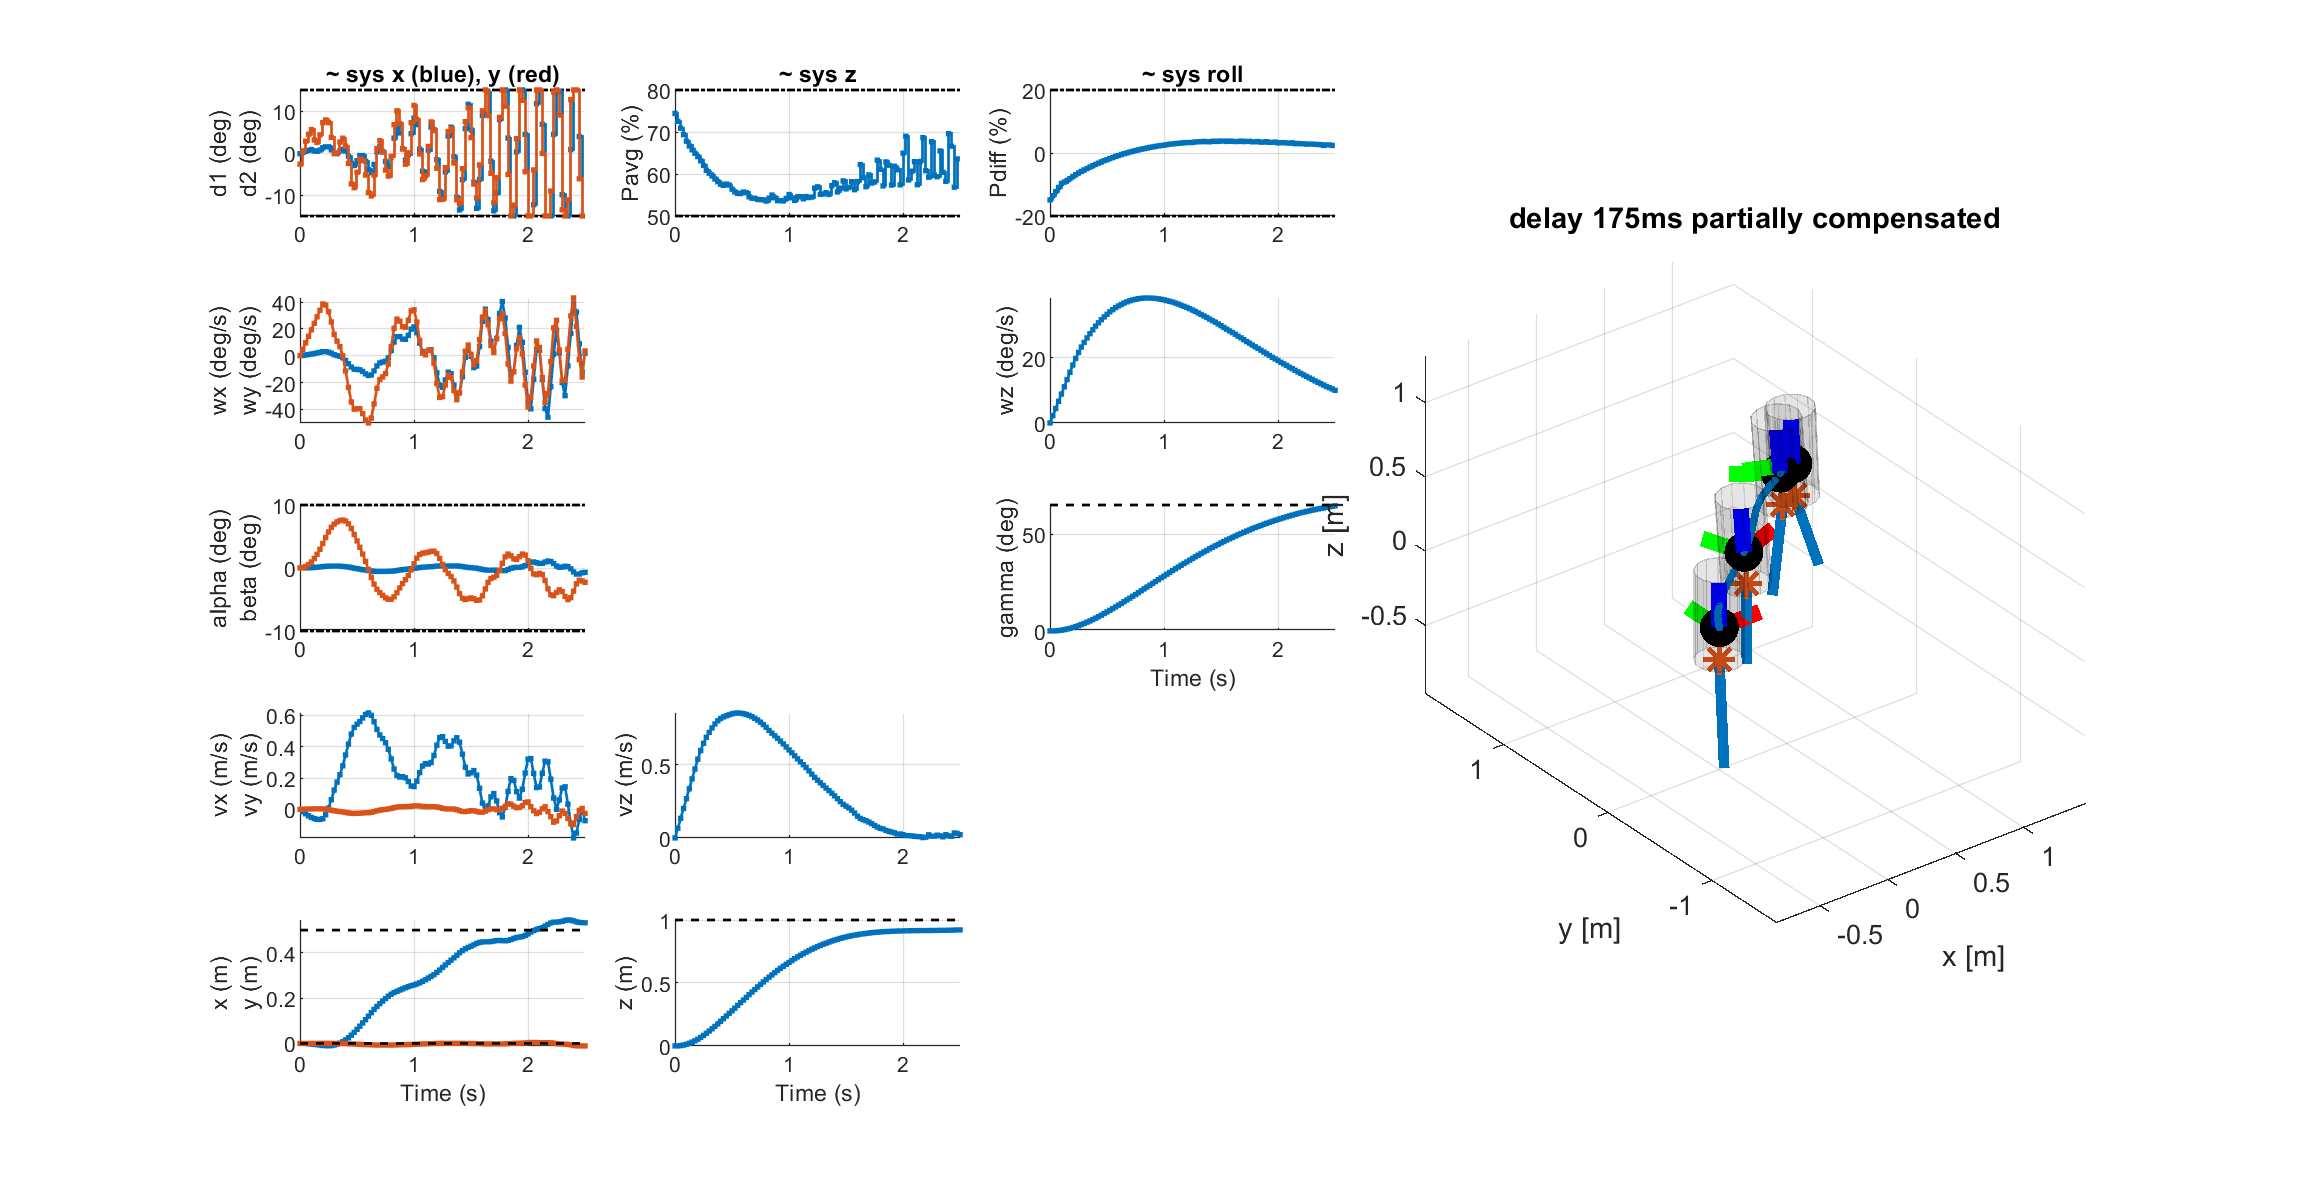 ~ sys x (blue), y (red)
~ sys z
~ sys roll
d1 (deg)
d2 (deg)
10
0
-10
0 1 2
Pavg (%)
80
70
60
50
0 1 2
Pdiff (%)
20
0
-20
0 1 2
wx (deg/s)
wy (deg/s)
40
20
0
-20
-40
0 1 2
wz (deg/s)
20
0
0 1 2
alpha (deg)
beta (deg)
10
0
-10
0 1 2
gamma (deg)
50
0
0 1 2
Time (s)
vx (m/s)
vy (m/s)
0.6
0.4
0.2
0
0 1 2
vz (m/s)
0.5
0
0 1 2
x (m)
y (m)
0.4
0.2
0
0 1 2
Time (s)
z (m)
1
0.5
0
0 1 2
Time (s)
delay 175ms partially compensated
z [m]
1
0.5
0
-0.5
y [m]
1
0
-1
x [m]
-0.5
0
0.5
1